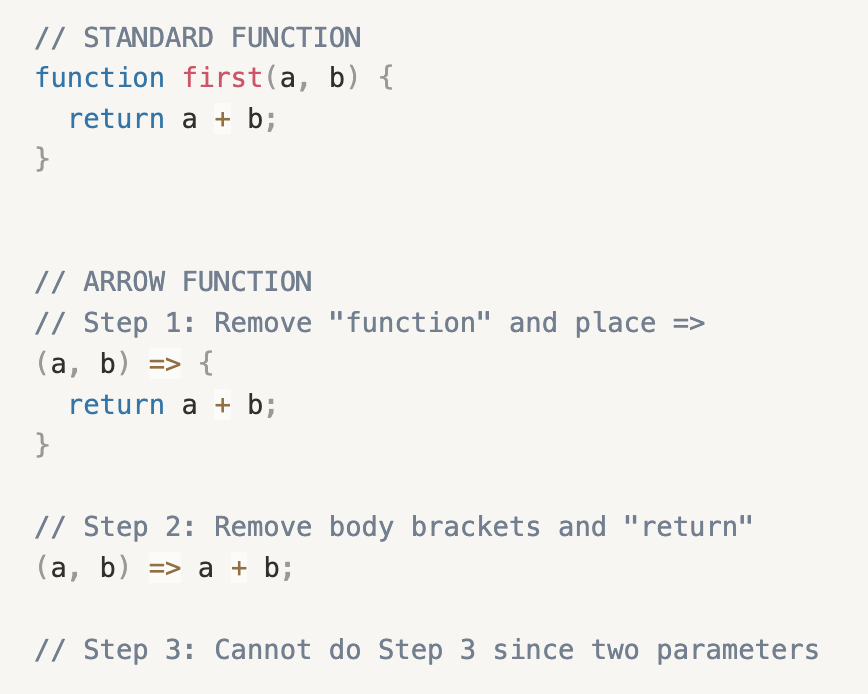 // STANDARD FUNCTION
function first(a, b) {
  return a + b;
}
// ARROW FUNCTION
// Step 1: Remove "function" and place =>
(a, b) => {
  return a + b;
}
// Step 2: Remove body brackets and "return"
(a, b) => a + b;
// Step 3: Cannot do Step 3 since two parameters